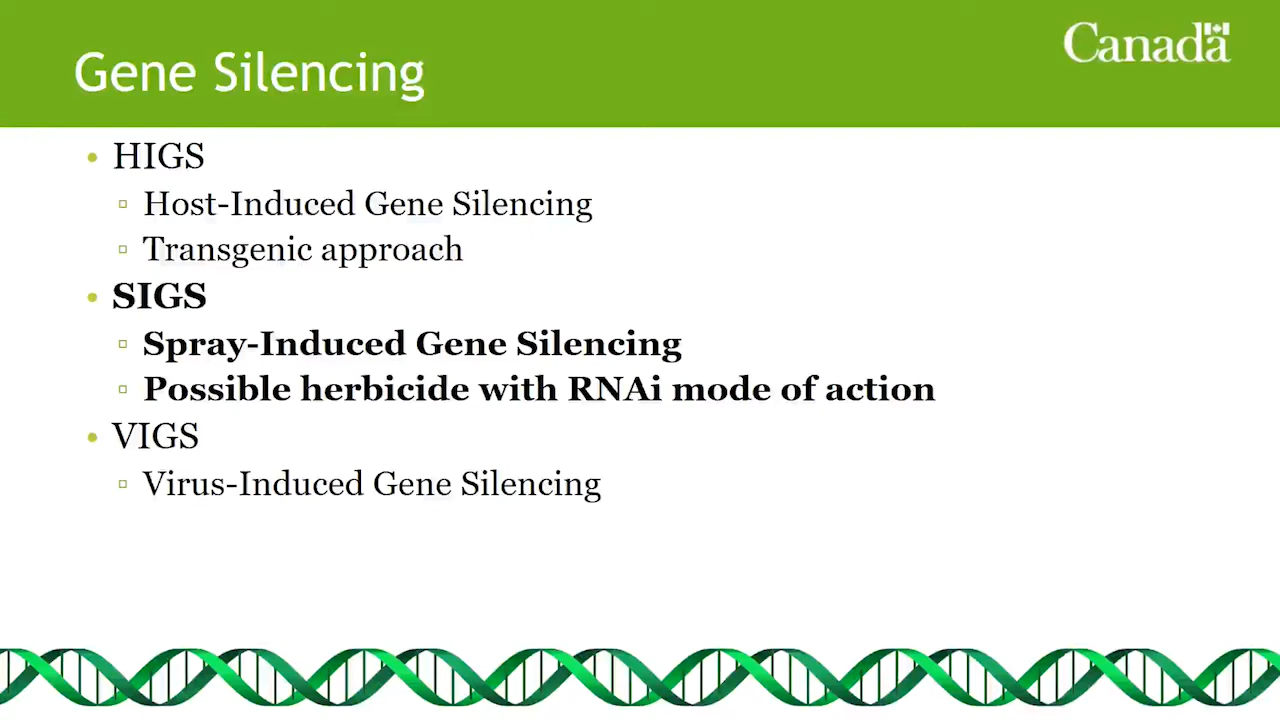 Gene Silencing
Canada
• HIGS
▫ Host-Induced Gene Silencing
▫ Transgenic approach
• SIGS
▫ Spray-Induced Gene Silencing
▫ Possible herbicide with RNAi mode of action
• VIGS
▫ Virus-Induced Gene Silencing